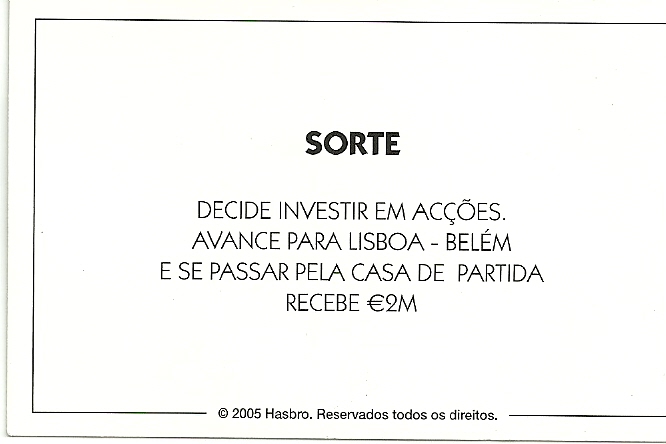 SORTE
DECIDE INVESTIR EM ACÇÕES.
AVANCE PARA LISBOA - BELÉM
E SE PASSAR PELA CASA DE PARTIDA
RECEBE €2M
© 2005 Hasbro. Reservados todos os direitos.